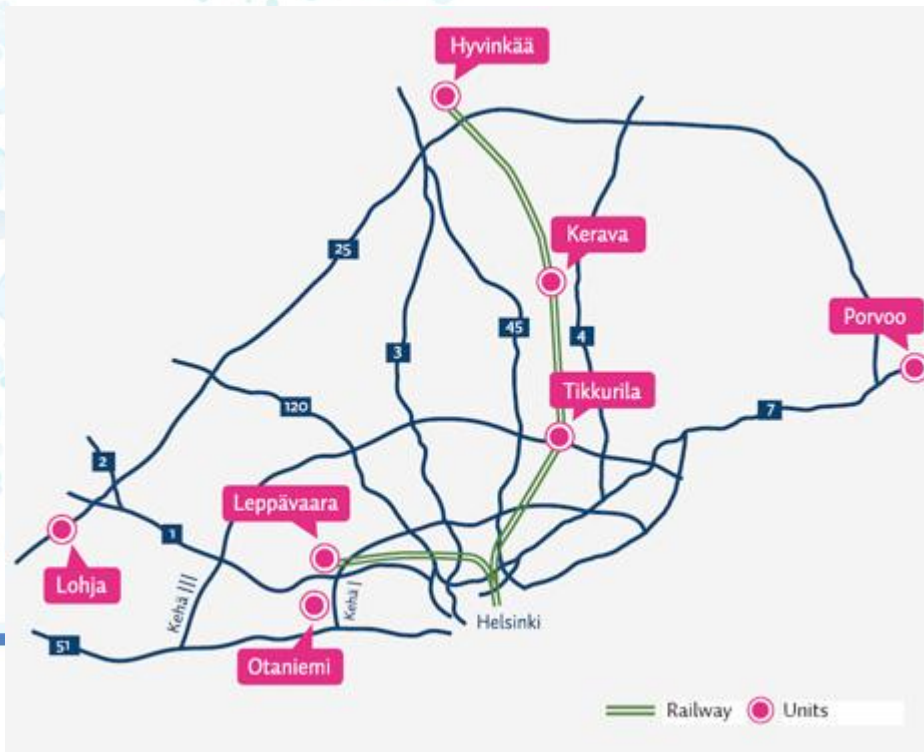 Hyvinkää
Kerava
25
Porvoo
45
4
3
Tikkurila
120
7
2
Leppävaara
1
Lohja
Kehä III
Kehä I
Helsinki
51
Otaniemi
Railway
Units